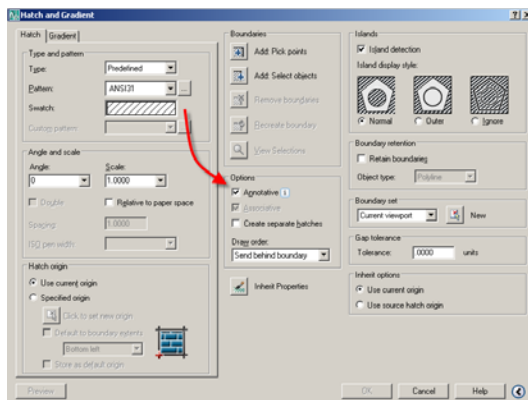 Hatch and Gradient
Hatch
Gradient
Type and pattern
Type:
Predefined
Pattern:
ANSI31
...
Swatch:
Custom pattern:
Angle and scale
Angle:
Scale:
0
1.0000
Double
Relative to paper space
Spacing:
1.0000
ISO pen width:
Hatch origin
Use current origin
Specified origin
Click to set new origin
Default to boundary extents
Bottom left
Store as default origin
Preview
Boundaries
Add: Pick points
Add: Select objects
Remove boundaries
Recreate boundary
View Selections
Options
Annotative
Associative
Create separate hatches
Draw order:
Send behind boundary
Inherit Properties
Islands
Island detection
Island display style:
Normal
Outer
Ignore
Boundary retention
Retain boundaries
Object type:
Polyline
Boundary set
Current viewport
New
Gap tolerance
Tolerance:
.0000
units
Inherit options
Use current origin
Use source hatch origin
OK
Cancel
Help